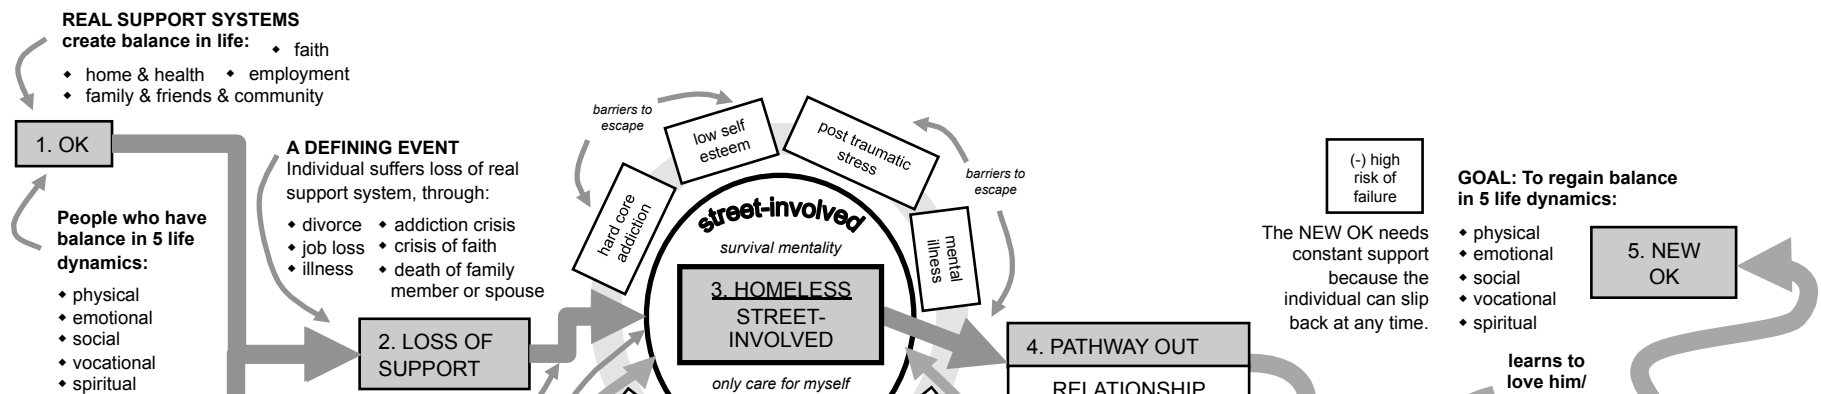 REAL SUPPORT SYSTEMS
create balance in life:
◆ faith
◆ home & health ◆ employment
◆ family & friends & community
1. OK
People who have
balance in 5 life
dynamics:
◆ physical
◆ emotional
◆ social
◆ vocational
◆ spiritual
A DEFINING EVENT
Individual suffers loss of real
support system, through:
◆ divorce ◆ addiction crisis
◆ job loss ◆ crisis of faith
◆ illness ◆ death of family
member or spouse
2. LOSS OF
SUPPORT
barriers to
escape
hard core
addiction
low self
esteem
post traumatic
stress
mental
illness
barriers to
escape
street-involved
survival mentality
3. HOMELESS
STREET-
INVOLVED
only care for myself
4. PATHWAY OUT
RELATIONSHIP
(-) high
risk of
failure
The NEW OK needs
constant support
because the
individual can slip
back at any time.
GOAL: To regain balance
in 5 life dynamics:
◆ physical
◆ emotional
◆ social
◆ vocational
◆ spiritual
5. NEW
OK
learns to
love him/